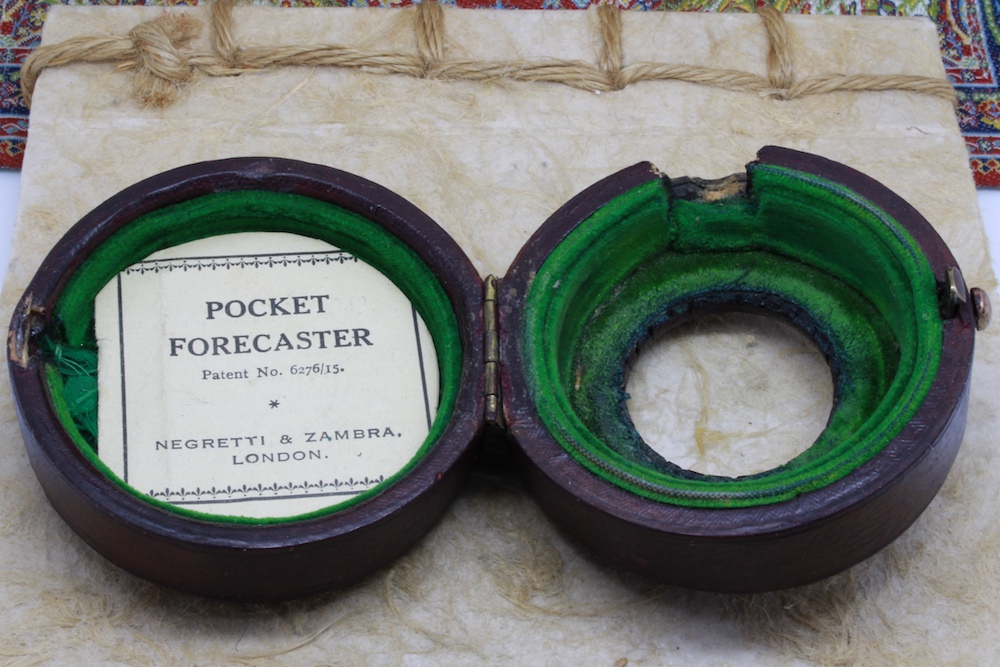 POCKET
FORECASTER
Patent No. 6276/15.
*
NEGRETTI & ZAMBRA,
LONDON.